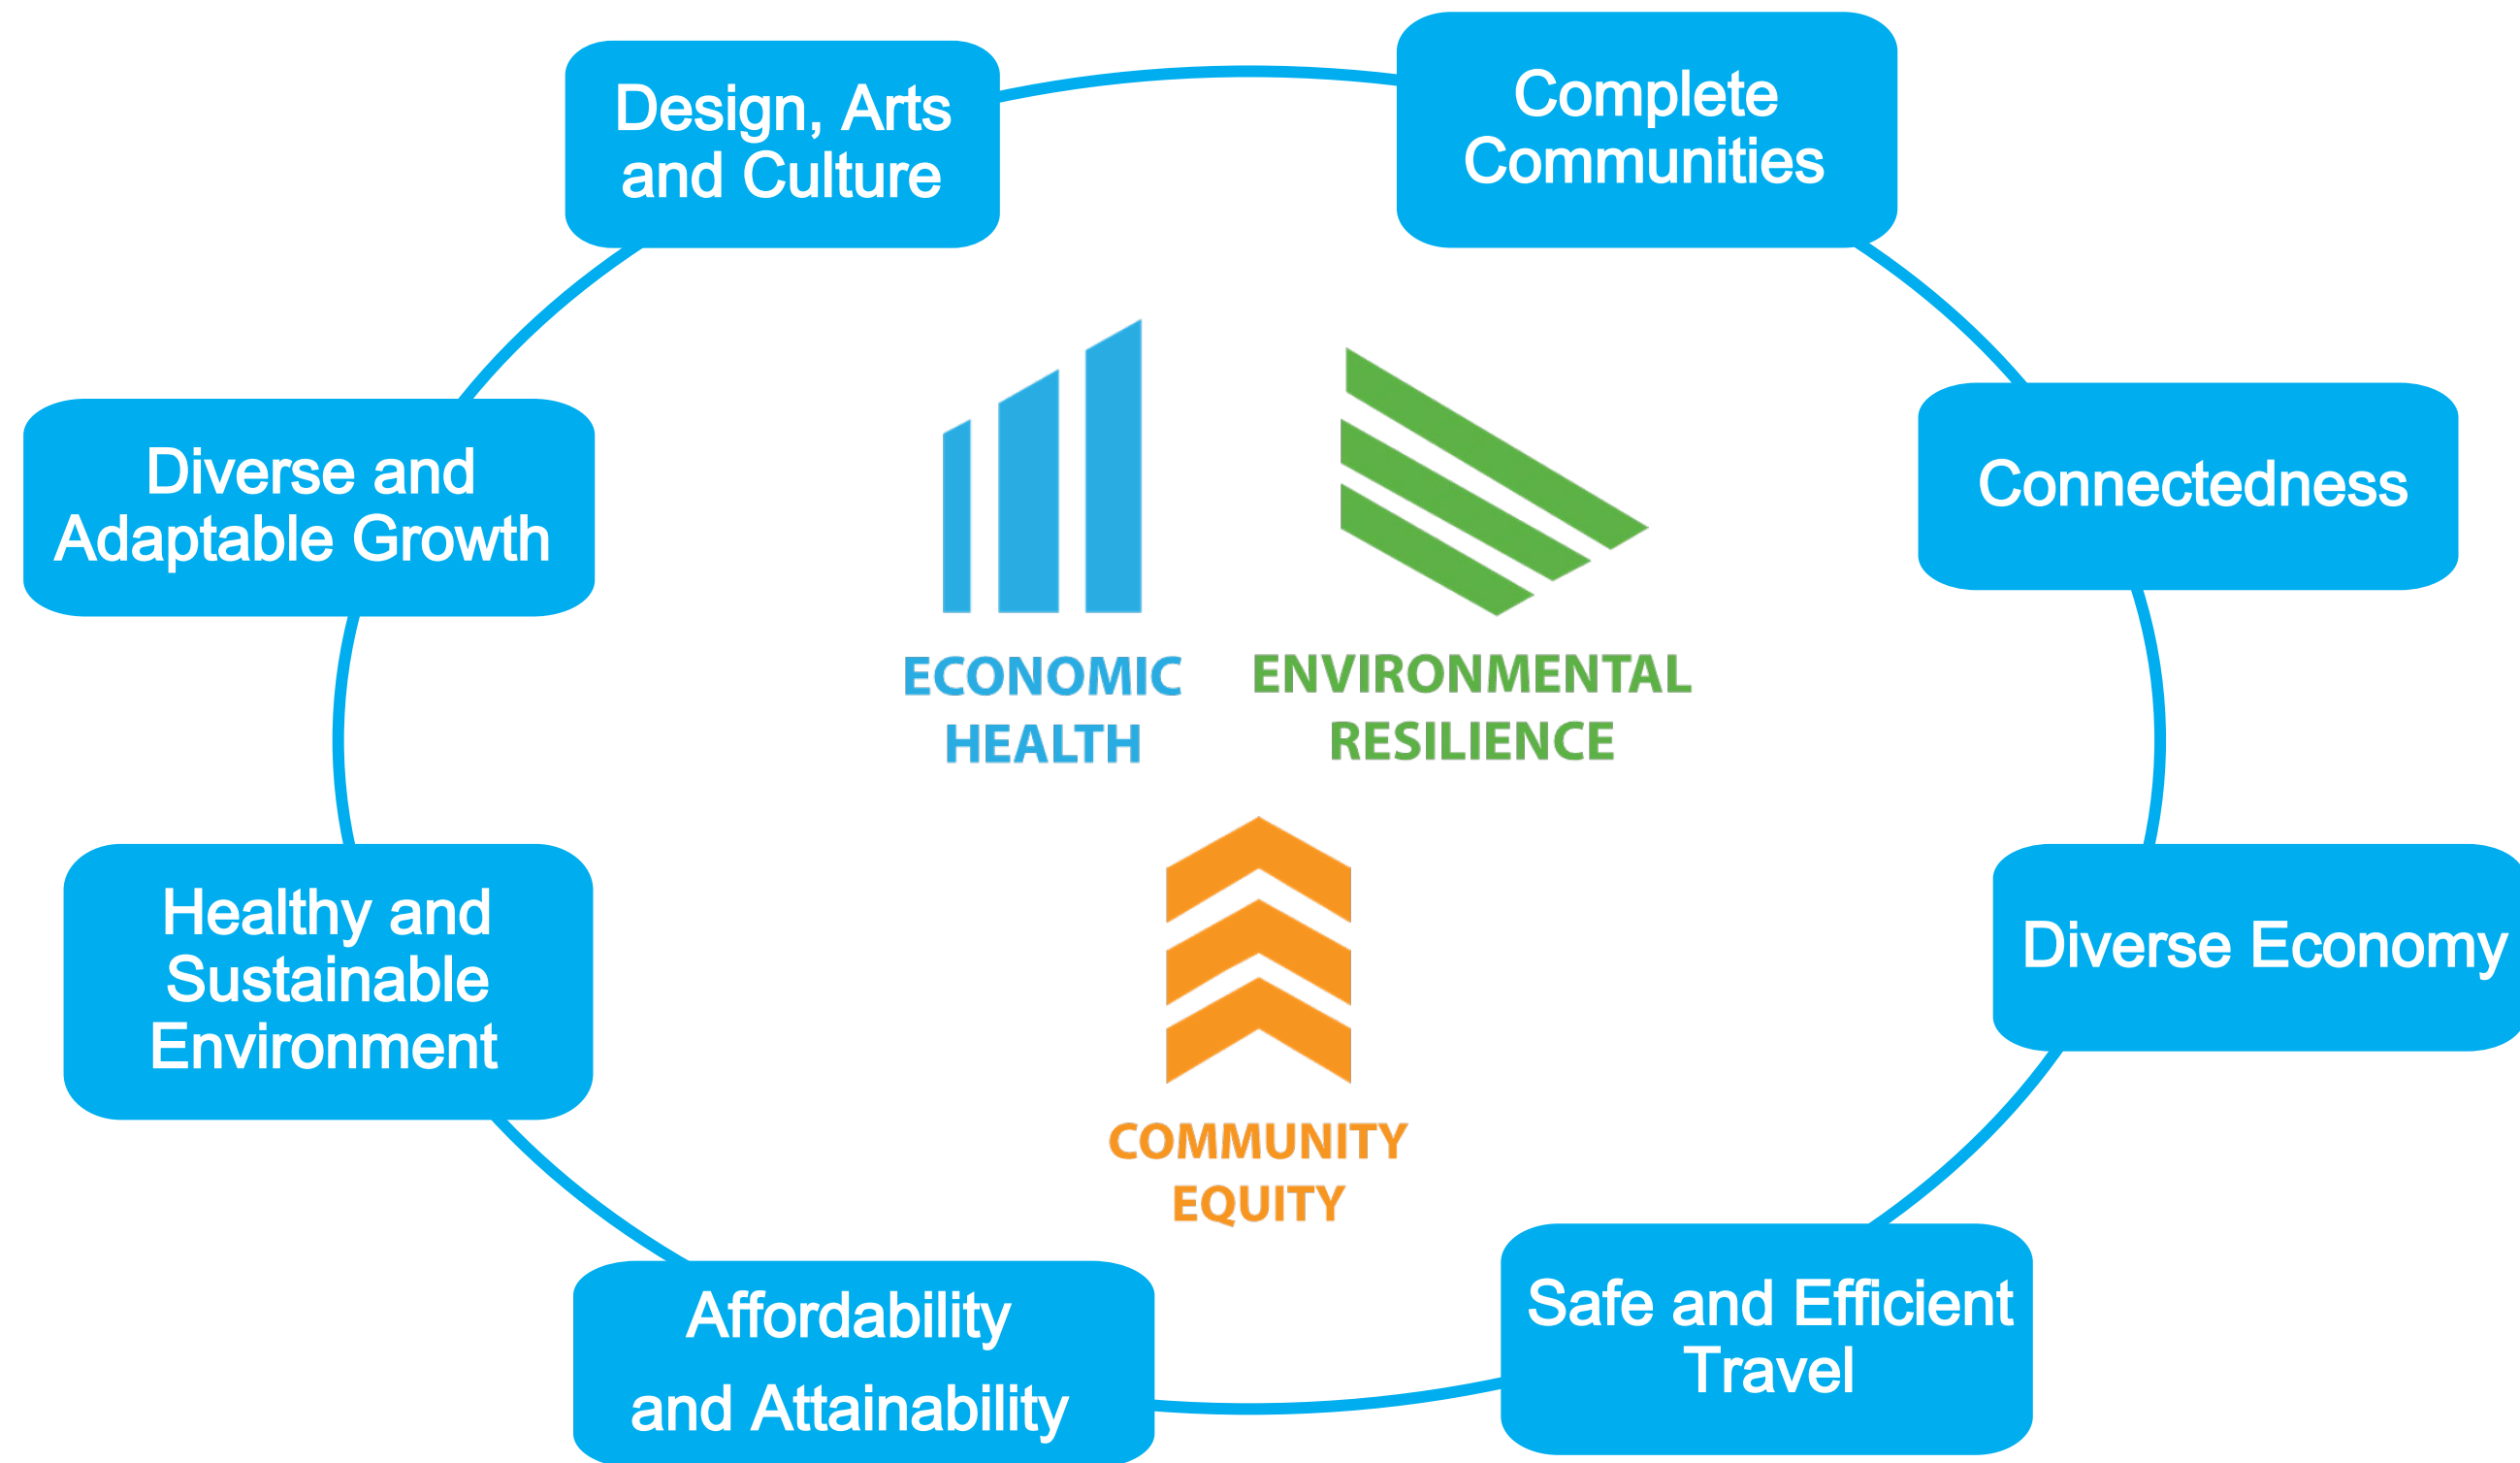 Design, Arts
and Culture
Complete
Communities
Diverse and
Adaptable Growth
Connectedness
ECONOMIC
HEALTH
ENVIRONMENTAL
RESILIENCE
Healthy and
Sustainable
Environment
Diverse Economy
COMMUNITY
EQUITY
Affordability
and Attainability
Safe and Efficient
Travel